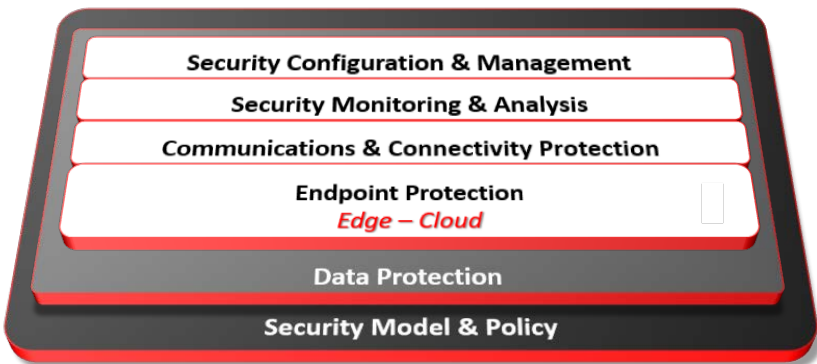 Security Configuration & Management
Security Monitoring & Analysis
Communications & Connectivity Protection
Endpoint Protection
Edge – Cloud
Data Protection
Security Model & Policy